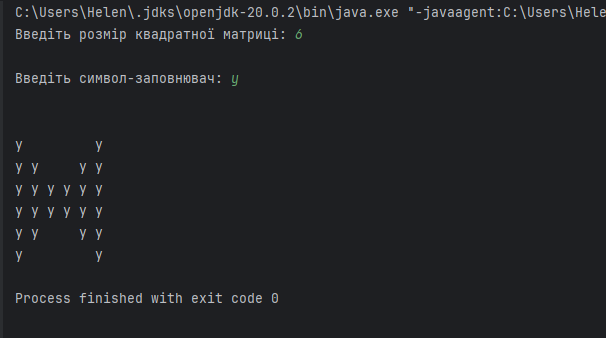 C:\Users\Helen\.jdks\openjdk-20.0.2\bin\java.exe "-javaagent:C:\Users\Hele
Введіть розмір квадратної матриці: 6
Введіть символ-заповнювач: y
y         y
y y     y y
y y y y y y
y y y y y y
y y     y y
y         y
Process finished with exit code 0